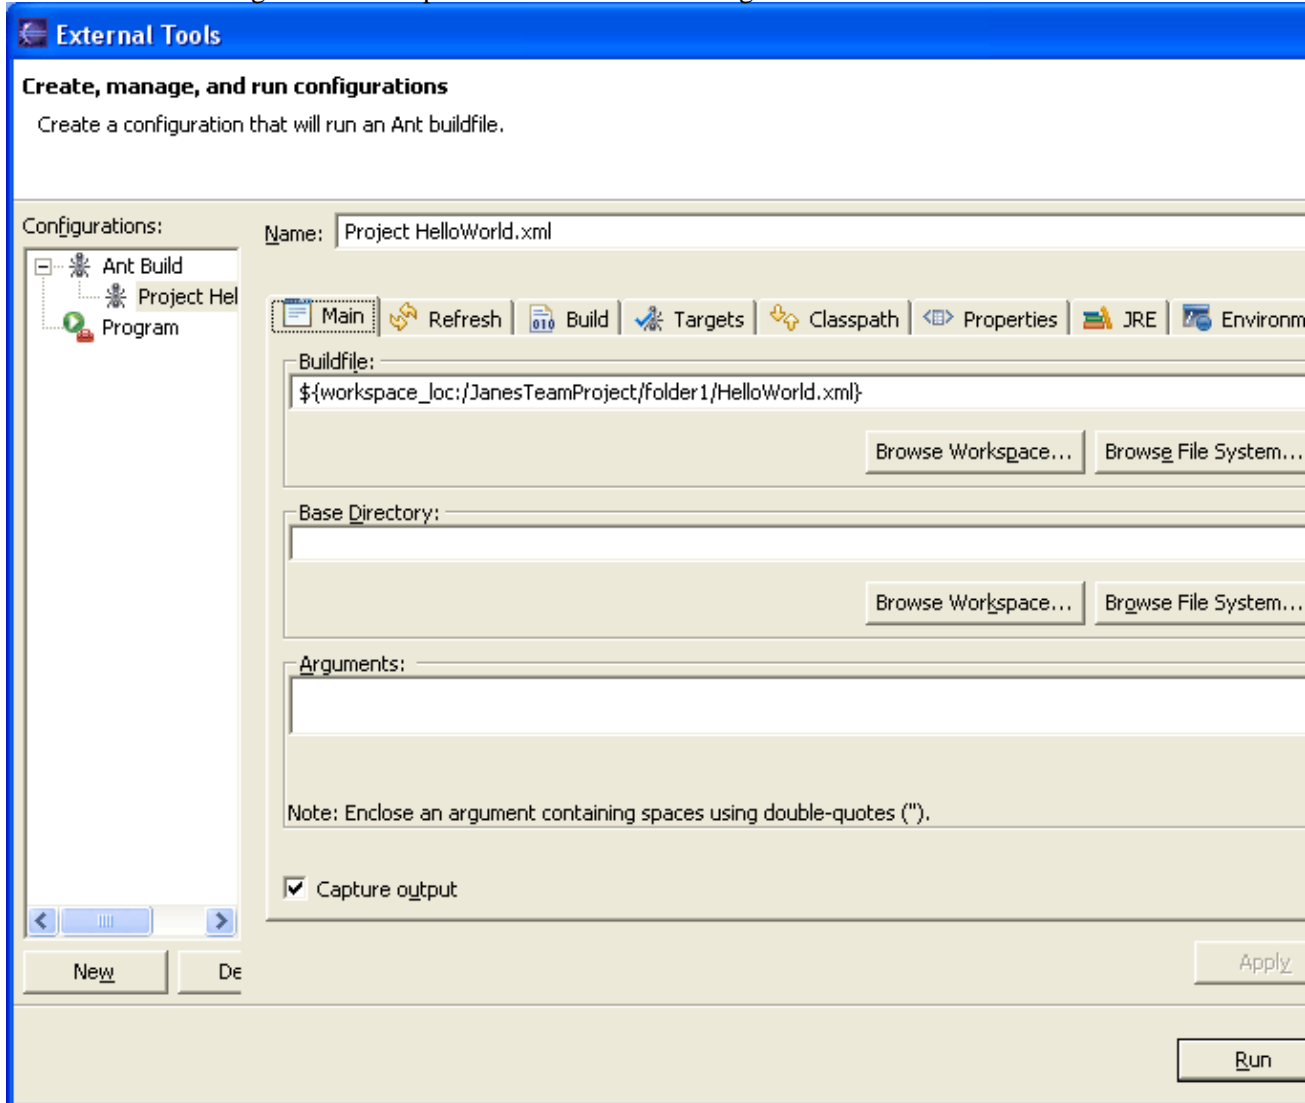 External Tools
Create, manage, and run configurations
Create a configuration that will run an Ant buildfile.
Configurations:
Name: Project HelloWorld.xml
Ant Build
Project Hel
Program
Main Refresh Build Targets Classpath Properties JRE Environm
Buildfile:
${workspace_loc:/JanesTeamProject/folder1/HelloWorld.xml}
Browse Workspace... Browse File System...
Base Directory:
Browse Workspace... Browse File System...
Arguments:
Note: Enclose an argument containing spaces using double-quotes (").
Capture output
New De
Apply
Run